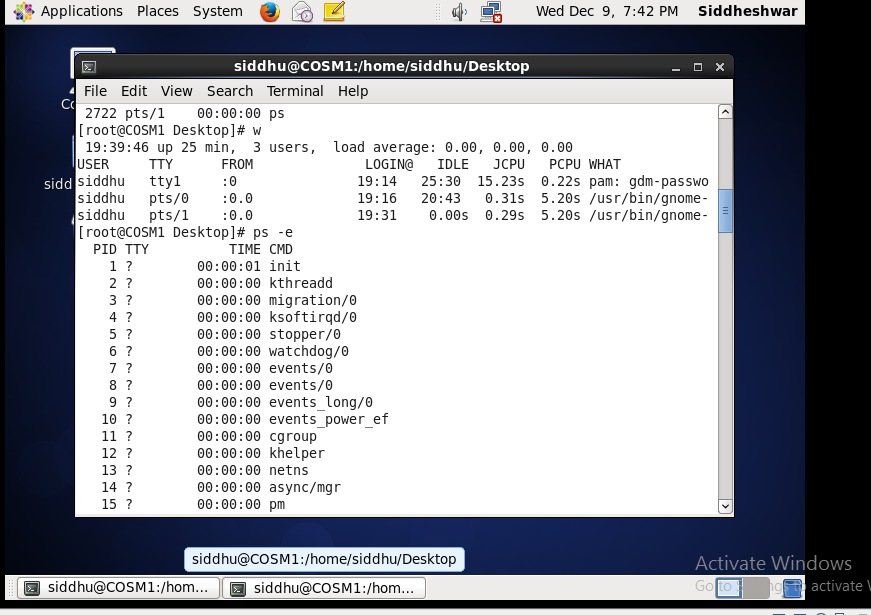 Applications Places System Wed Dec 9, 7:42 PM Siddheshwar
siddhu@COSM1:/home/siddhu/Desktop
File Edit View Search Terminal Help
2722 pts/1 00:00:00 ps
[root@COSM1 Desktop]# w
19:39:46 up 25 min, 3 users, load average: 0.00, 0.00, 0.00
USER TTY FROM LOGIN@ IDLE JCPU PCPU WHAT
siddhu tty1 :0 19:14 25:30 15.23s 0.22s pam: gdm-passwo
siddhu pts/0 :0.0 19:16 20:43 0.31s 5.20s /usr/bin/gnome-
siddhu pts/1 :0.0 19:31 0.00s 0.29s 5.20s /usr/bin/gnome-
[root@COSM1 Desktop]# ps -e
PID TTY TIME CMD
1 ? 00:00:01 init
2 ? 00:00:00 kthreadd
3 ? 00:00:00 migration/0
4 ? 00:00:00 ksoftirqd/0
5 ? 00:00:00 stopper/0
6 ? 00:00:00 watchdog/0
7 ? 00:00:00 events/0
8 ? 00:00:00 events/0
9 ? 00:00:00 events_long/0
10 ? 00:00:00 events_power_ef
11 ? 00:00:00 cgroup
12 ? 00:00:00 khelper
13 ? 00:00:00 netns
14 ? 00:00:00 async/mgr
15 ? 00:00:00 pm
Co
sidd
siddhu@COSM1:/home/siddhu/Desktop
Activate Windows
Go to activate W
siddhu@COSM1:/hom... siddhu@COSM1:/hom...